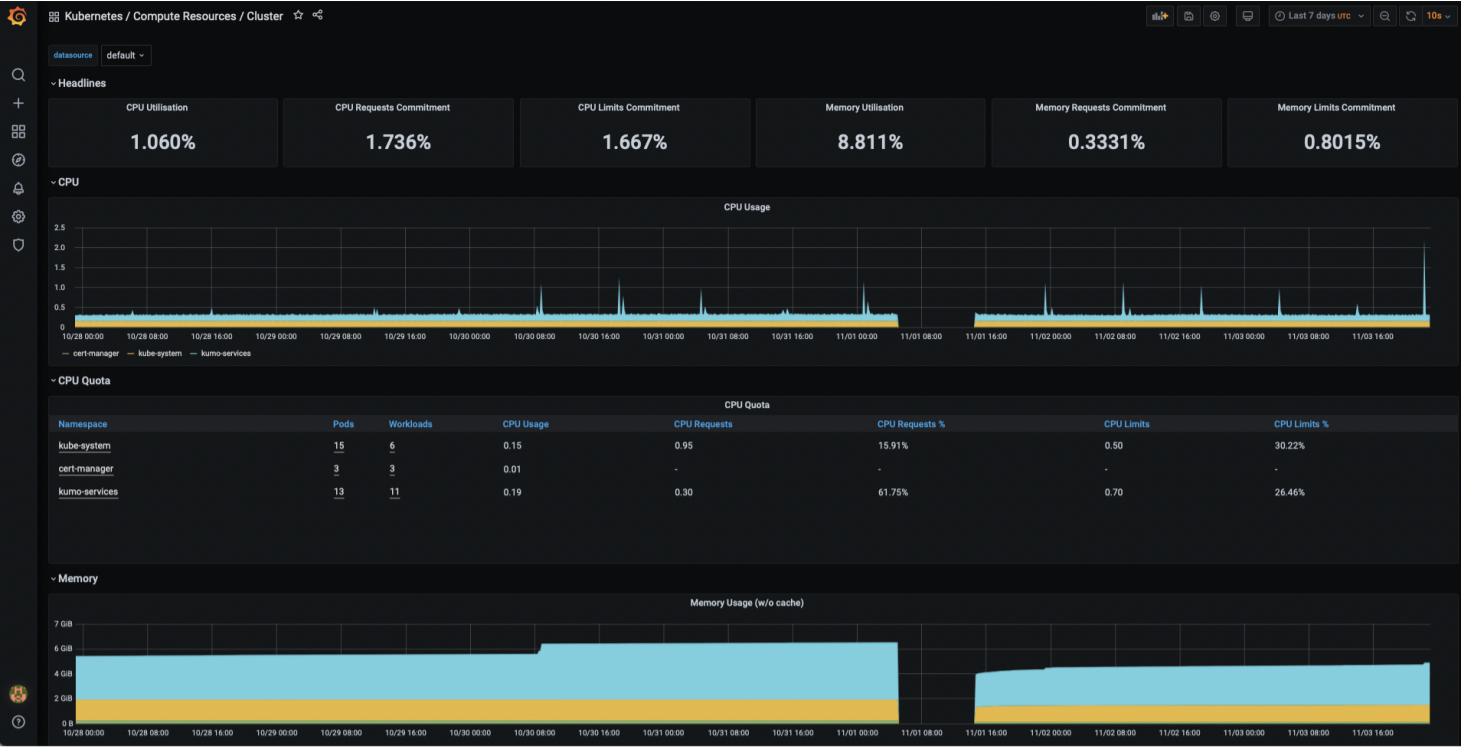 Kubernetes / Compute Resources / Cluster
Last 7 days UTC
10s
datasource default
Headlines
CPU Utilisation CPU Requests Commitment CPU Limits Commitment Memory Utilisation Memory Requests Commitment Memory Limits Commitment
1.060% 1.736% 1.667% 8.811% 0.3331% 0.8015%
CPU
CPU Usage
2.5
2.0
1.5
1.0
0.5
0
10/28 00:00 10/28 08:00 10/28 16:00 10/29 00:00 10/29 08:00 10/29 16:00 10/30 00:00 10/30 08:00 10/30 16:00 10/31 00:00 10/31 08:00 10/31 16:00 11/01 00:00 11/01 08:00 11/01 16:00 11/02 00:00 11/02 08:00 11/02 16:00 11/03 00:00 11/03 08:00 11/03 16:00
cert-manager kube-system kumo-services
CPU Quota
CPU Quota
Namespace Pods Workloads CPU Usage CPU Requests CPU Requests % CPU Limits CPU Limits %
kube-system 15 6 0.15 0.95 15.91% 0.50 30.22%
cert-manager 3 3 0.01 - - - -
kumo-services 13 11 0.19 0.30 61.75% 0.70 26.46%
Memory
Memory Usage (w/o cache)
7 GiB
6 GiB
4 GiB
2 GiB
0 B
10/28 00:00 10/28 08:00 10/28 16:00 10/29 00:00 10/29 08:00 10/29 16:00 10/30 00:00 10/30 08:00 10/30 16:00 10/31 00:00 10/31 08:00 10/31 16:00 11/01 00:00 11/01 08:00 11/01 16:00 11/02 00:00 11/02 08:00 11/02 16:00 11/03 00:00 11/03 08:00 11/03 16:00